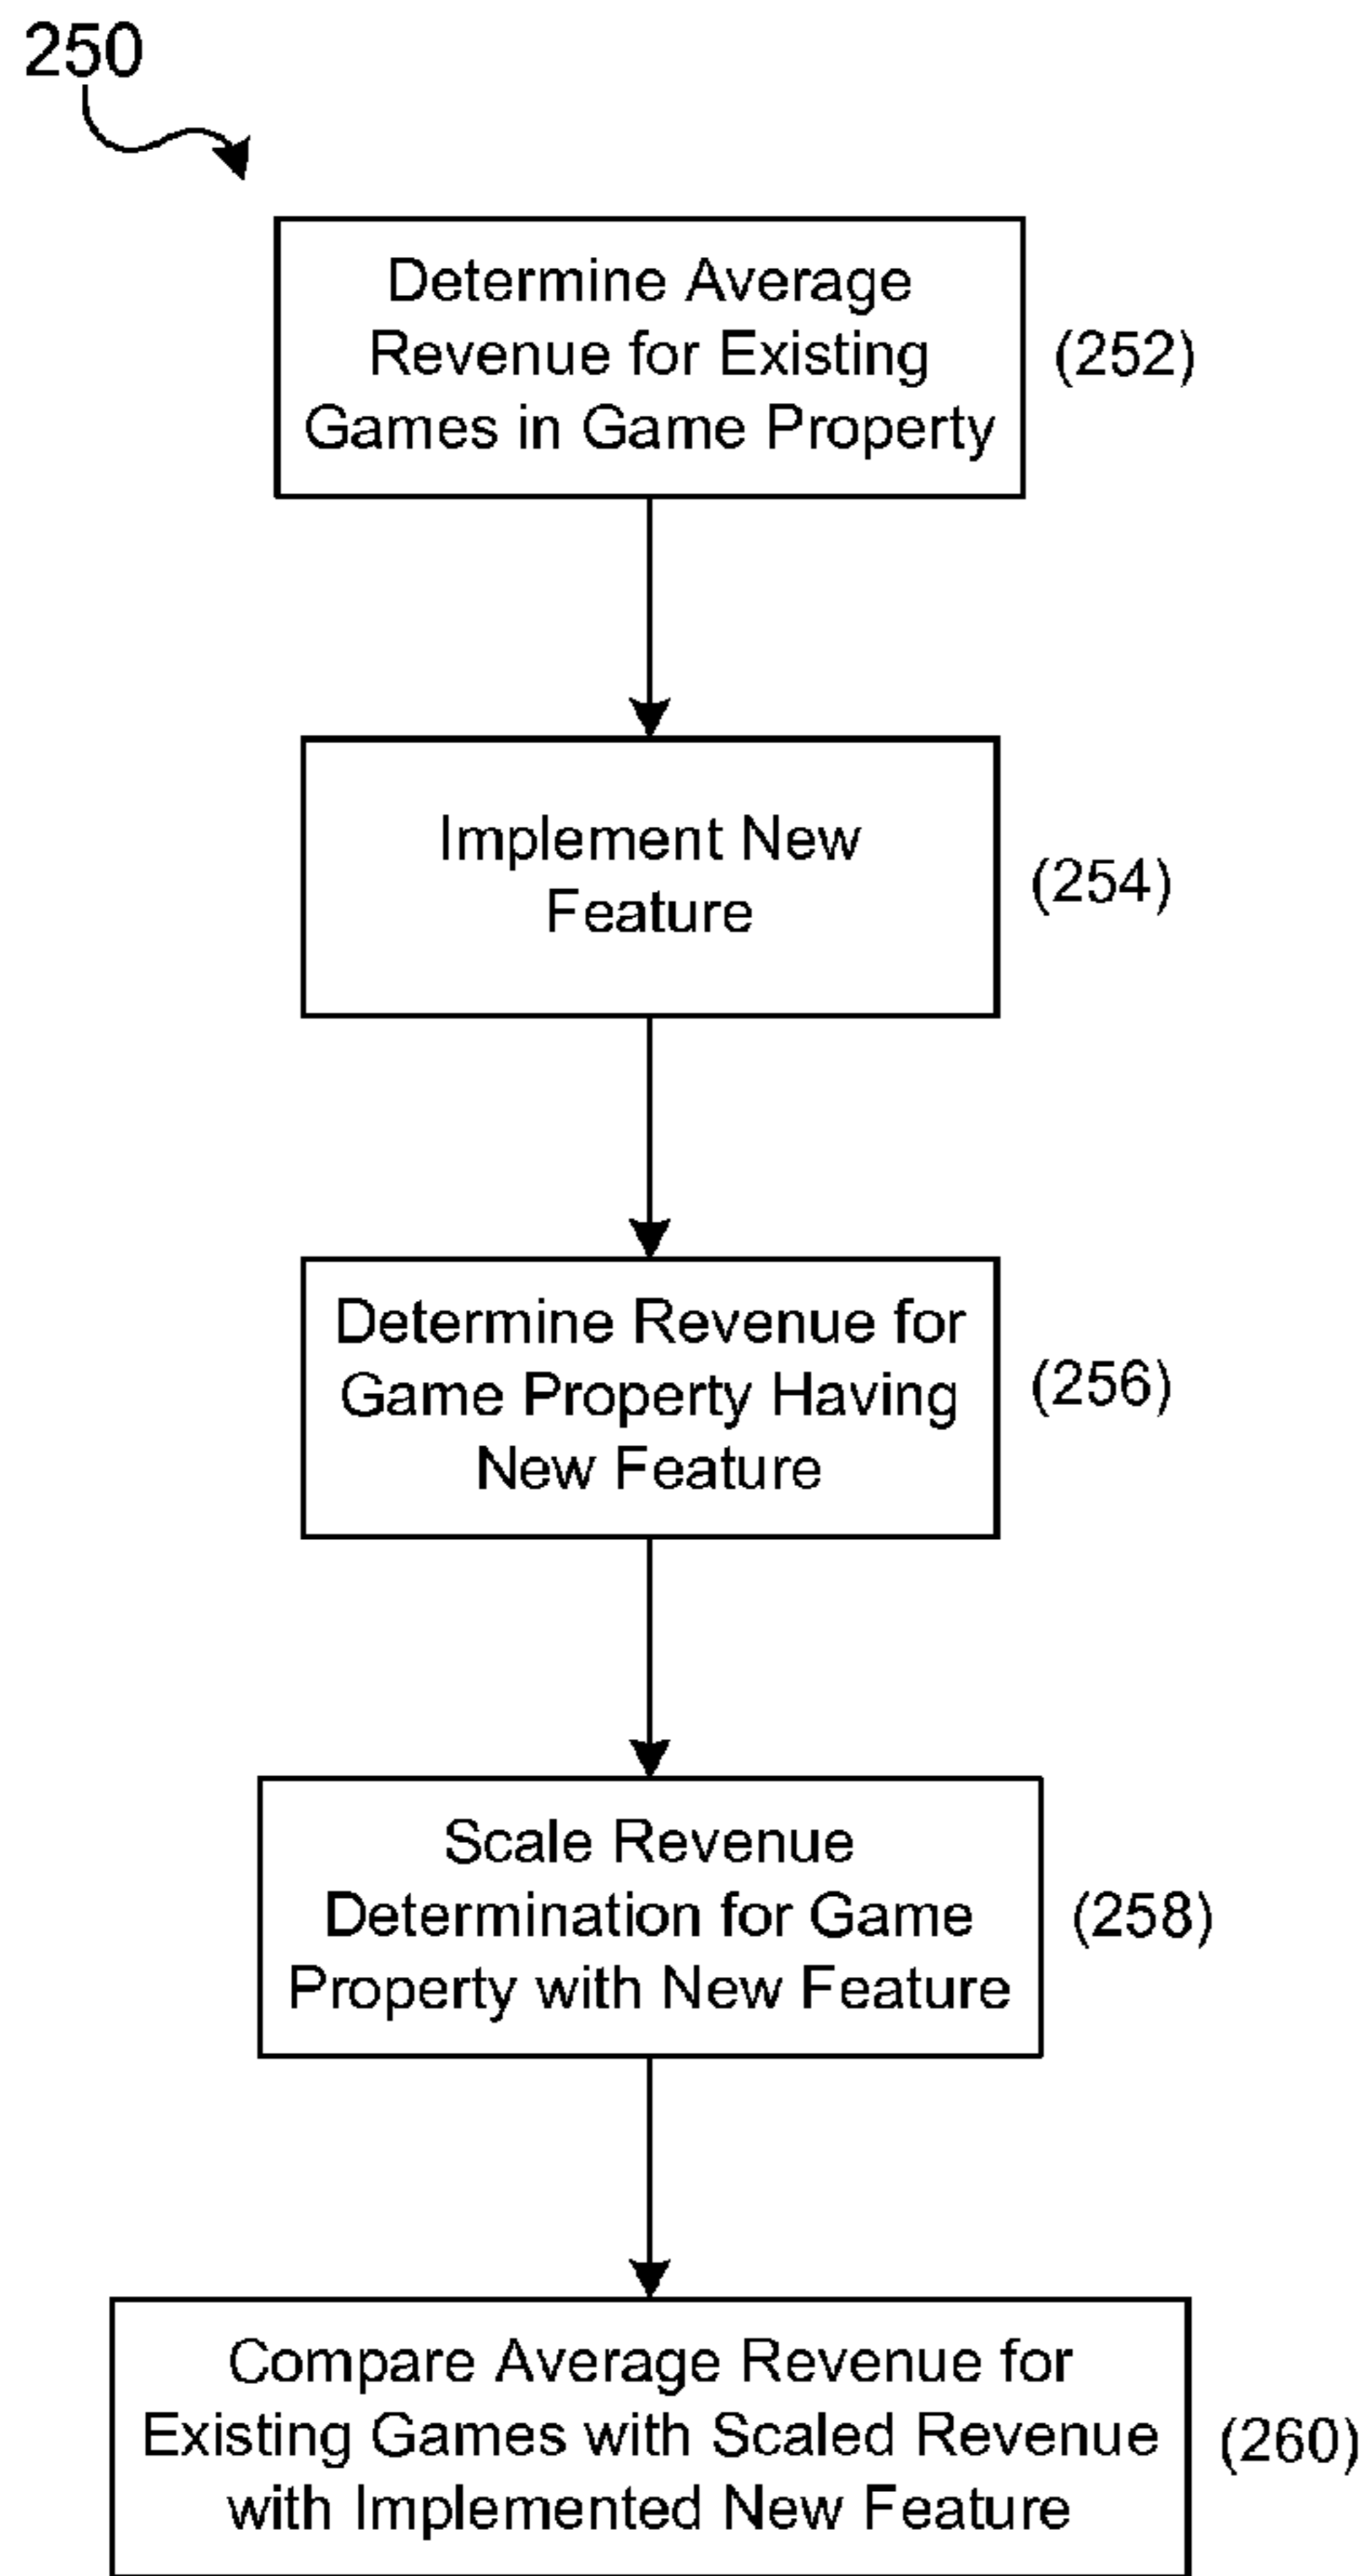 250
Determine Average
Revenue for Existing
Games in Game Property
(252)
Implement New
Feature
(254)
Determine Revenue for
Game Property Having
New Feature
(256)
Scale Revenue
Determination for Game
Property with New Feature
(258)
Compare Average Revenue for
Existing Games with Scaled Revenue
with Implemented New Feature
(260)